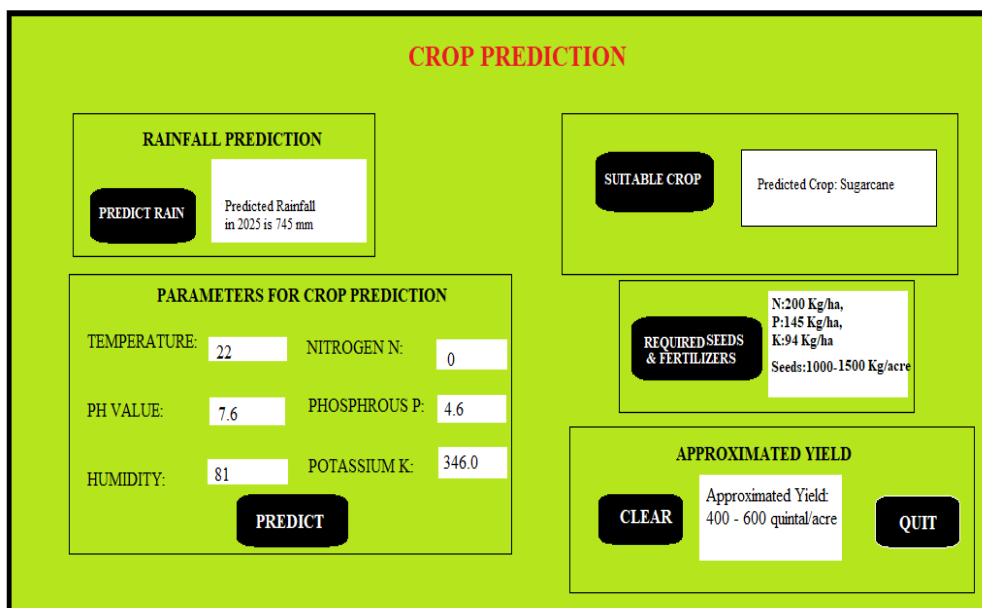 CROP PREDICTION
RAINFALL PREDICTION
PREDICT RAIN
Predicted Rainfall
in 2025 is 745 mm
SUITABLE CROP
Predicted Crop: Sugarcane
PARAMETERS FOR CROP PREDICTION
TEMPERATURE: 22 NITROGEN N: 0
PH VALUE: 7.6 PHOSPHROUS P: 4.6
HUMIDITY: 81 POTASSIUM K: 346.0
PREDICT
REQUIRED SEEDS
& FERTILIZERS
N:200 Kg/ha,
P:145 Kg/ha,
K:94 Kg/ha
Seeds:1000-1500 Kg/acre
APPROXIMATED YIELD
CLEAR
Approximated Yield:
400 - 600 quintal/acre
QUIT